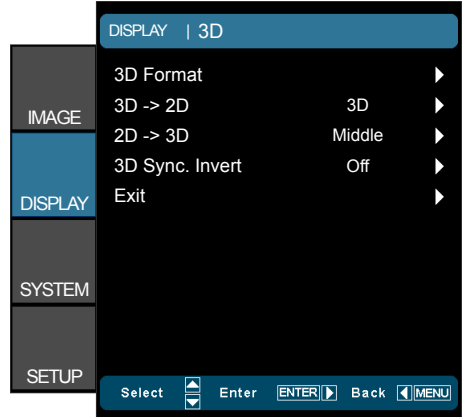 DISPLAY | 3D
3D Format
3D -> 2D 3D
2D -> 3D Middle
3D Sync. Invert Off
Exit
IMAGE
DISPLAY
SYSTEM
SETUP
Select Enter ENTER Back MENU